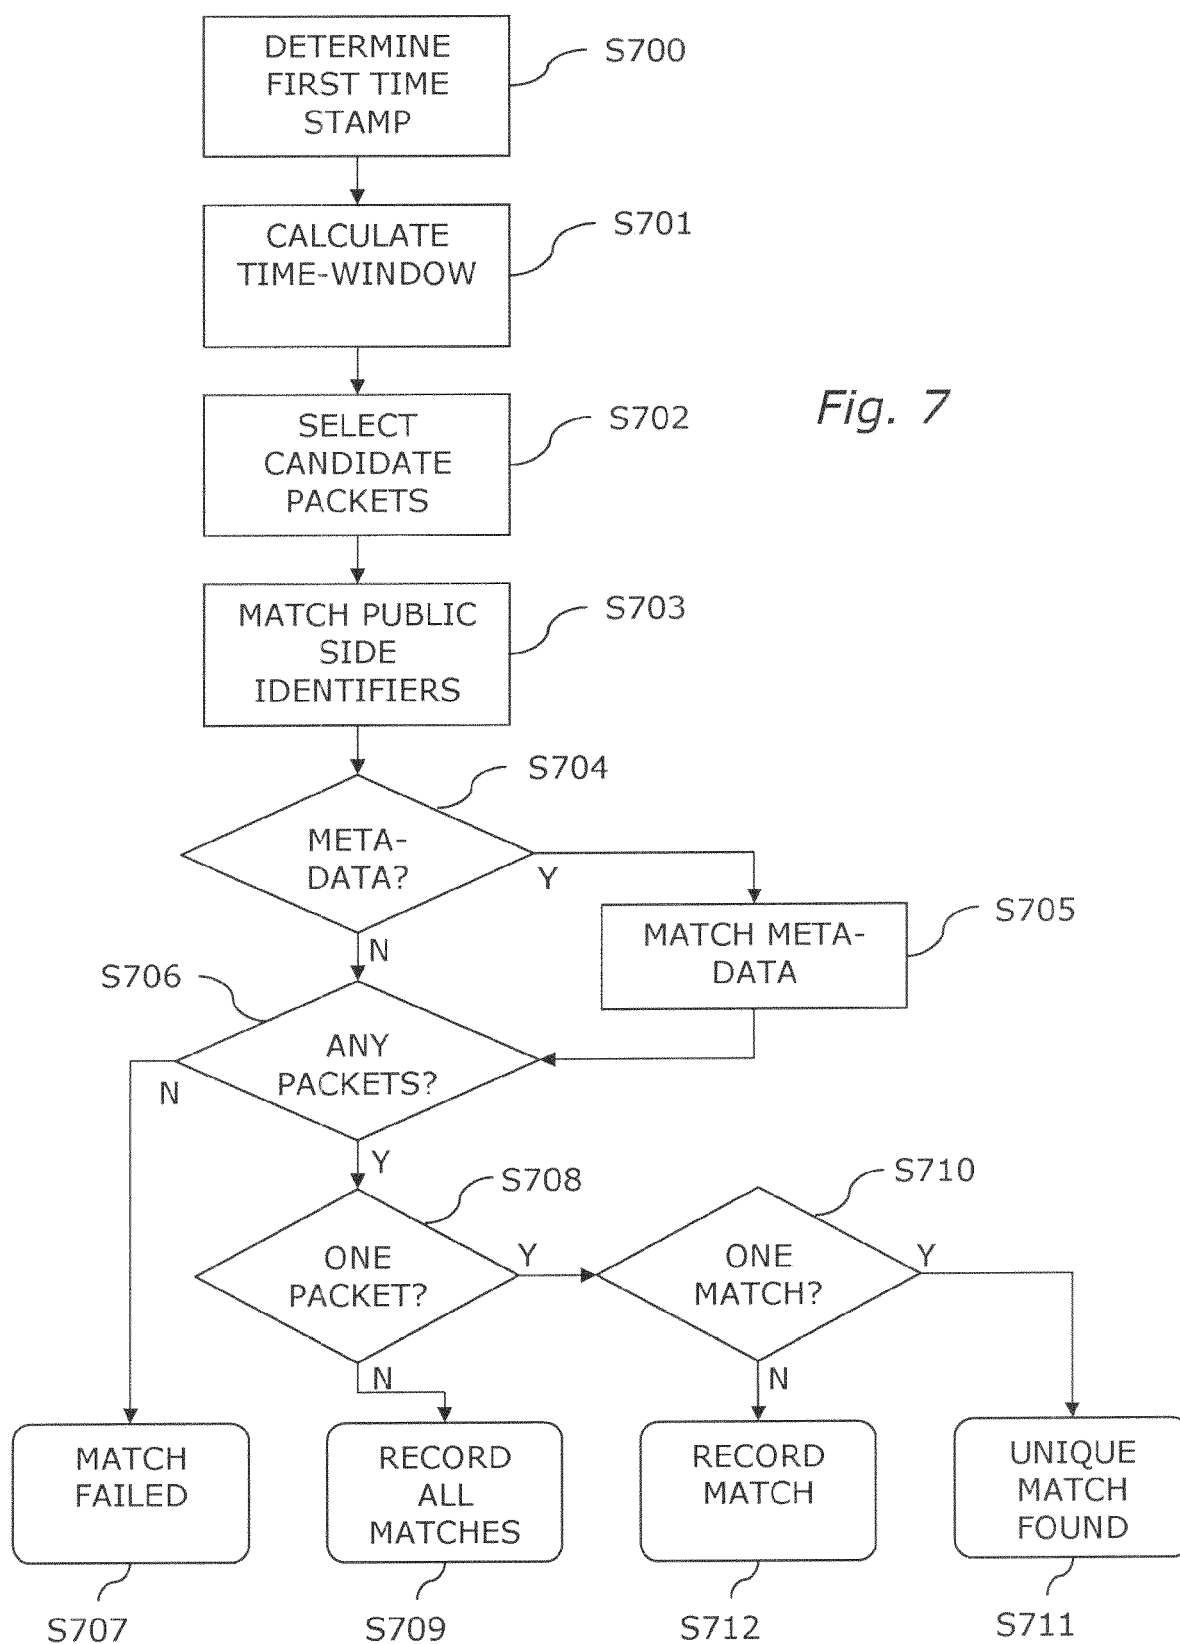 DETERMINE
FIRST TIME
STAMP
S700
CALCULATE
TIME-WINDOW
S701
Fig. 7
SELECT
CANDIDATE
PACKETS
S702
MATCH PUBLIC
SIDE
IDENTIFIERS
S703
S704
META-
DATA?
Y
N
MATCH META-
DATA
S705
S706
ANY
PACKETS?
N
Y
S708
ONE
PACKET?
Y
N
S710
ONE
MATCH?
Y
N
MATCH
FAILED
RECORD
ALL
MATCHES
RECORD
MATCH
UNIQUE
MATCH
FOUND
S707
S709
S712
S711